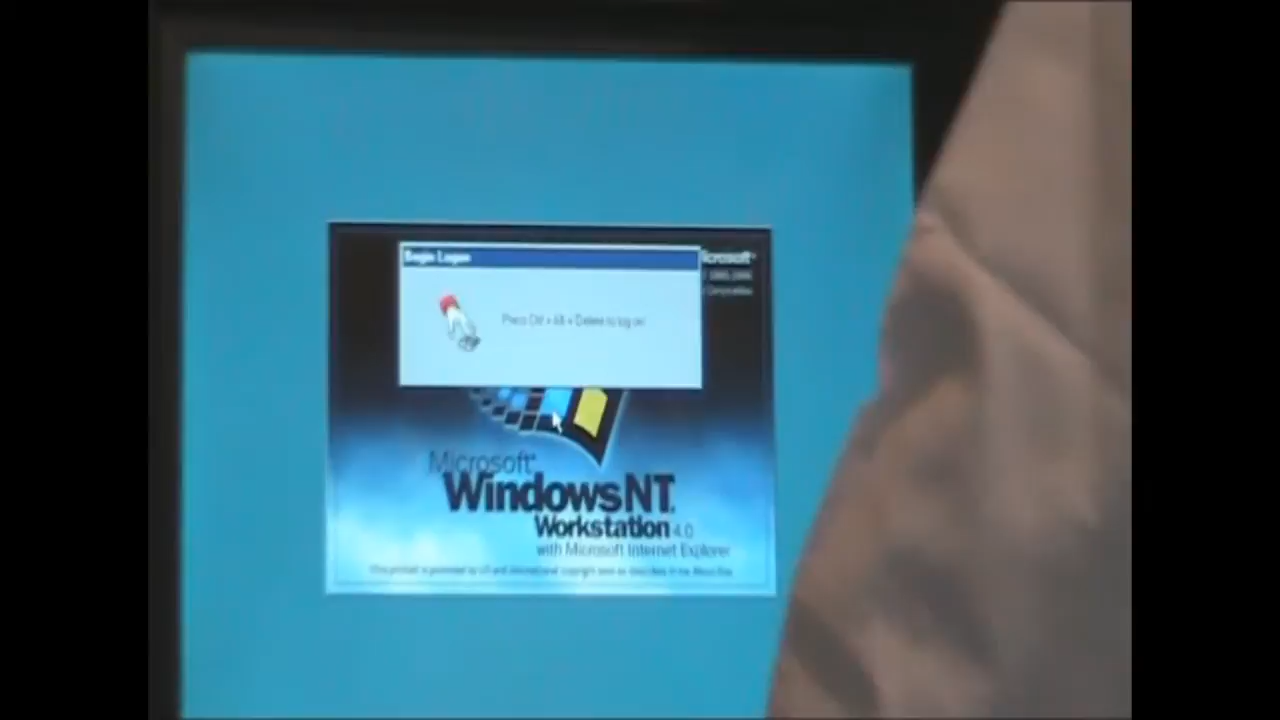 Begin Logon
Press Ctrl + Alt + Delete to log on
Microsoft
Microsoft
Windows NT
Workstation 4.0
with Microsoft Internet Explorer